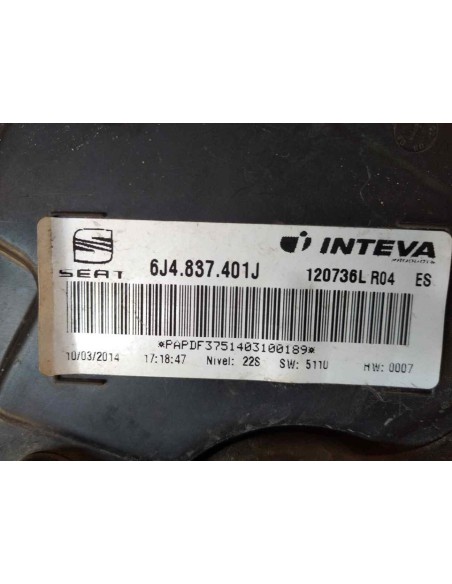 SEAT
6J4.837.401J
INTEVA
120736L R04 ES
*PAPDF3751403100189*
10/03/2014 17:18:47 Nivel: 22S SW: 5110 HW: 0007